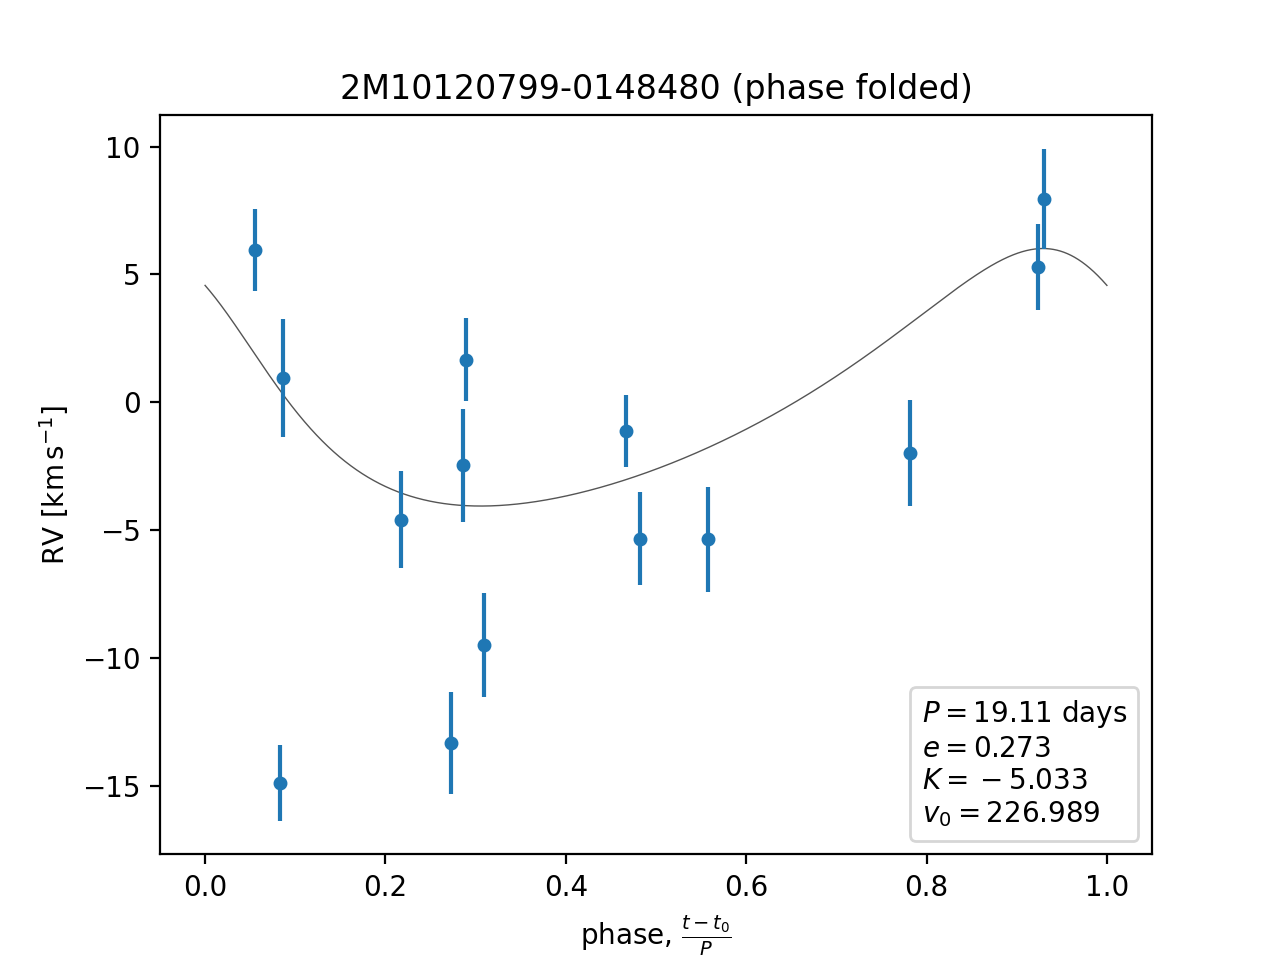 2M10120799-0148480 (phase folded)
10
5
0
−5
−10
−15
RV [km s⁻¹]
P = 19.11 days
e = 0.273
K = −5.033
v₀ = 226.989
0.0 0.2 0.4 0.6 0.8 1.0
phase, (t − t₀)/P